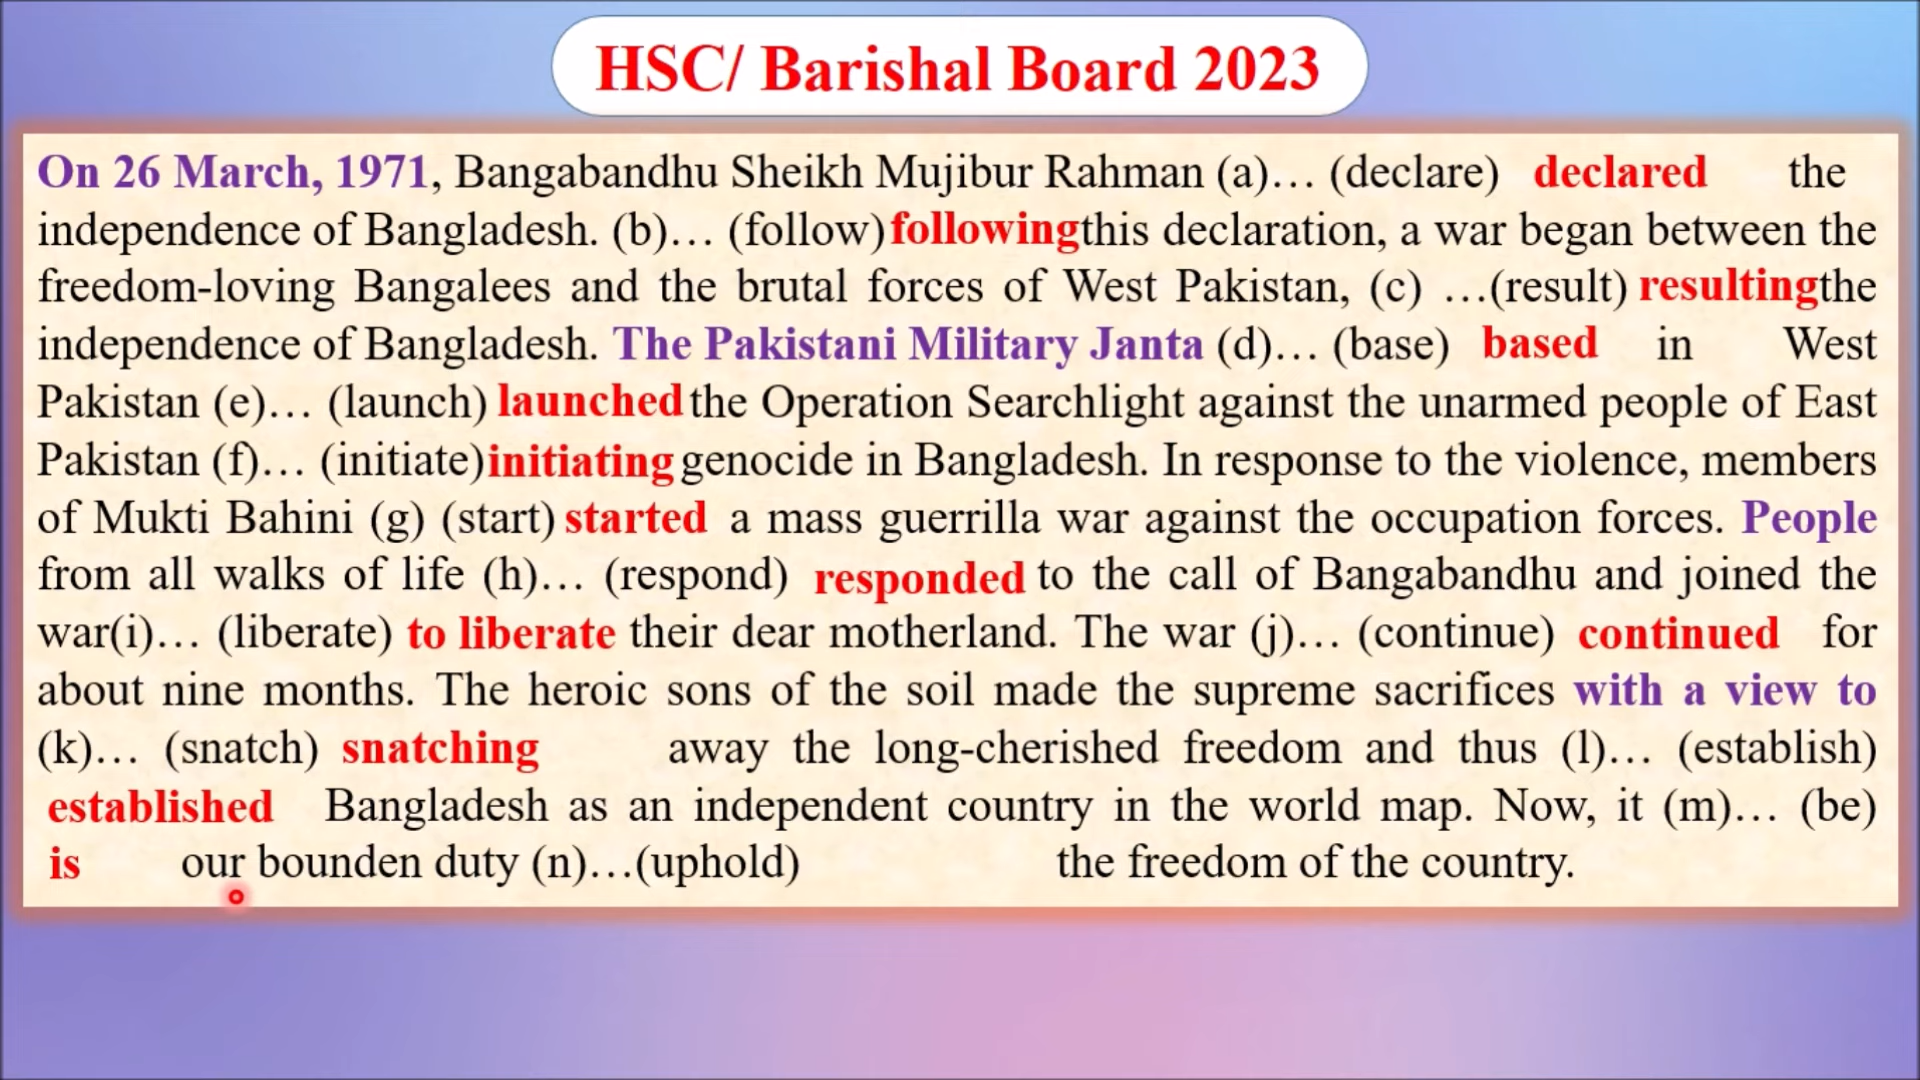 HSC/ Barishal Board 2023
On 26 March, 1971, Bangabandhu Sheikh Mujibur Rahman (a)… (declare) declared the
independence of Bangladesh. (b)… (follow) following this declaration, a war began between the
freedom-loving Bangalees and the brutal forces of West Pakistan, (c) …(result) resulting the
independence of Bangladesh. The Pakistani Military Janta (d)… (base) based in West
Pakistan (e)… (launch) launched the Operation Searchlight against the unarmed people of East
Pakistan (f)… (initiate) initiating genocide in Bangladesh. In response to the violence, members
of Mukti Bahini (g) (start) started a mass guerrilla war against the occupation forces. People
from all walks of life (h)… (respond) responded to the call of Bangabandhu and joined the
war(i)… (liberate) to liberate their dear motherland. The war (j)… (continue) continued for
about nine months. The heroic sons of the soil made the supreme sacrifices with a view to
(k)… (snatch) snatching away the long-cherished freedom and thus (l)… (establish)
established Bangladesh as an independent country in the world map. Now, it (m)… (be)
is our bounden duty (n)…(uphold) the freedom of the country.